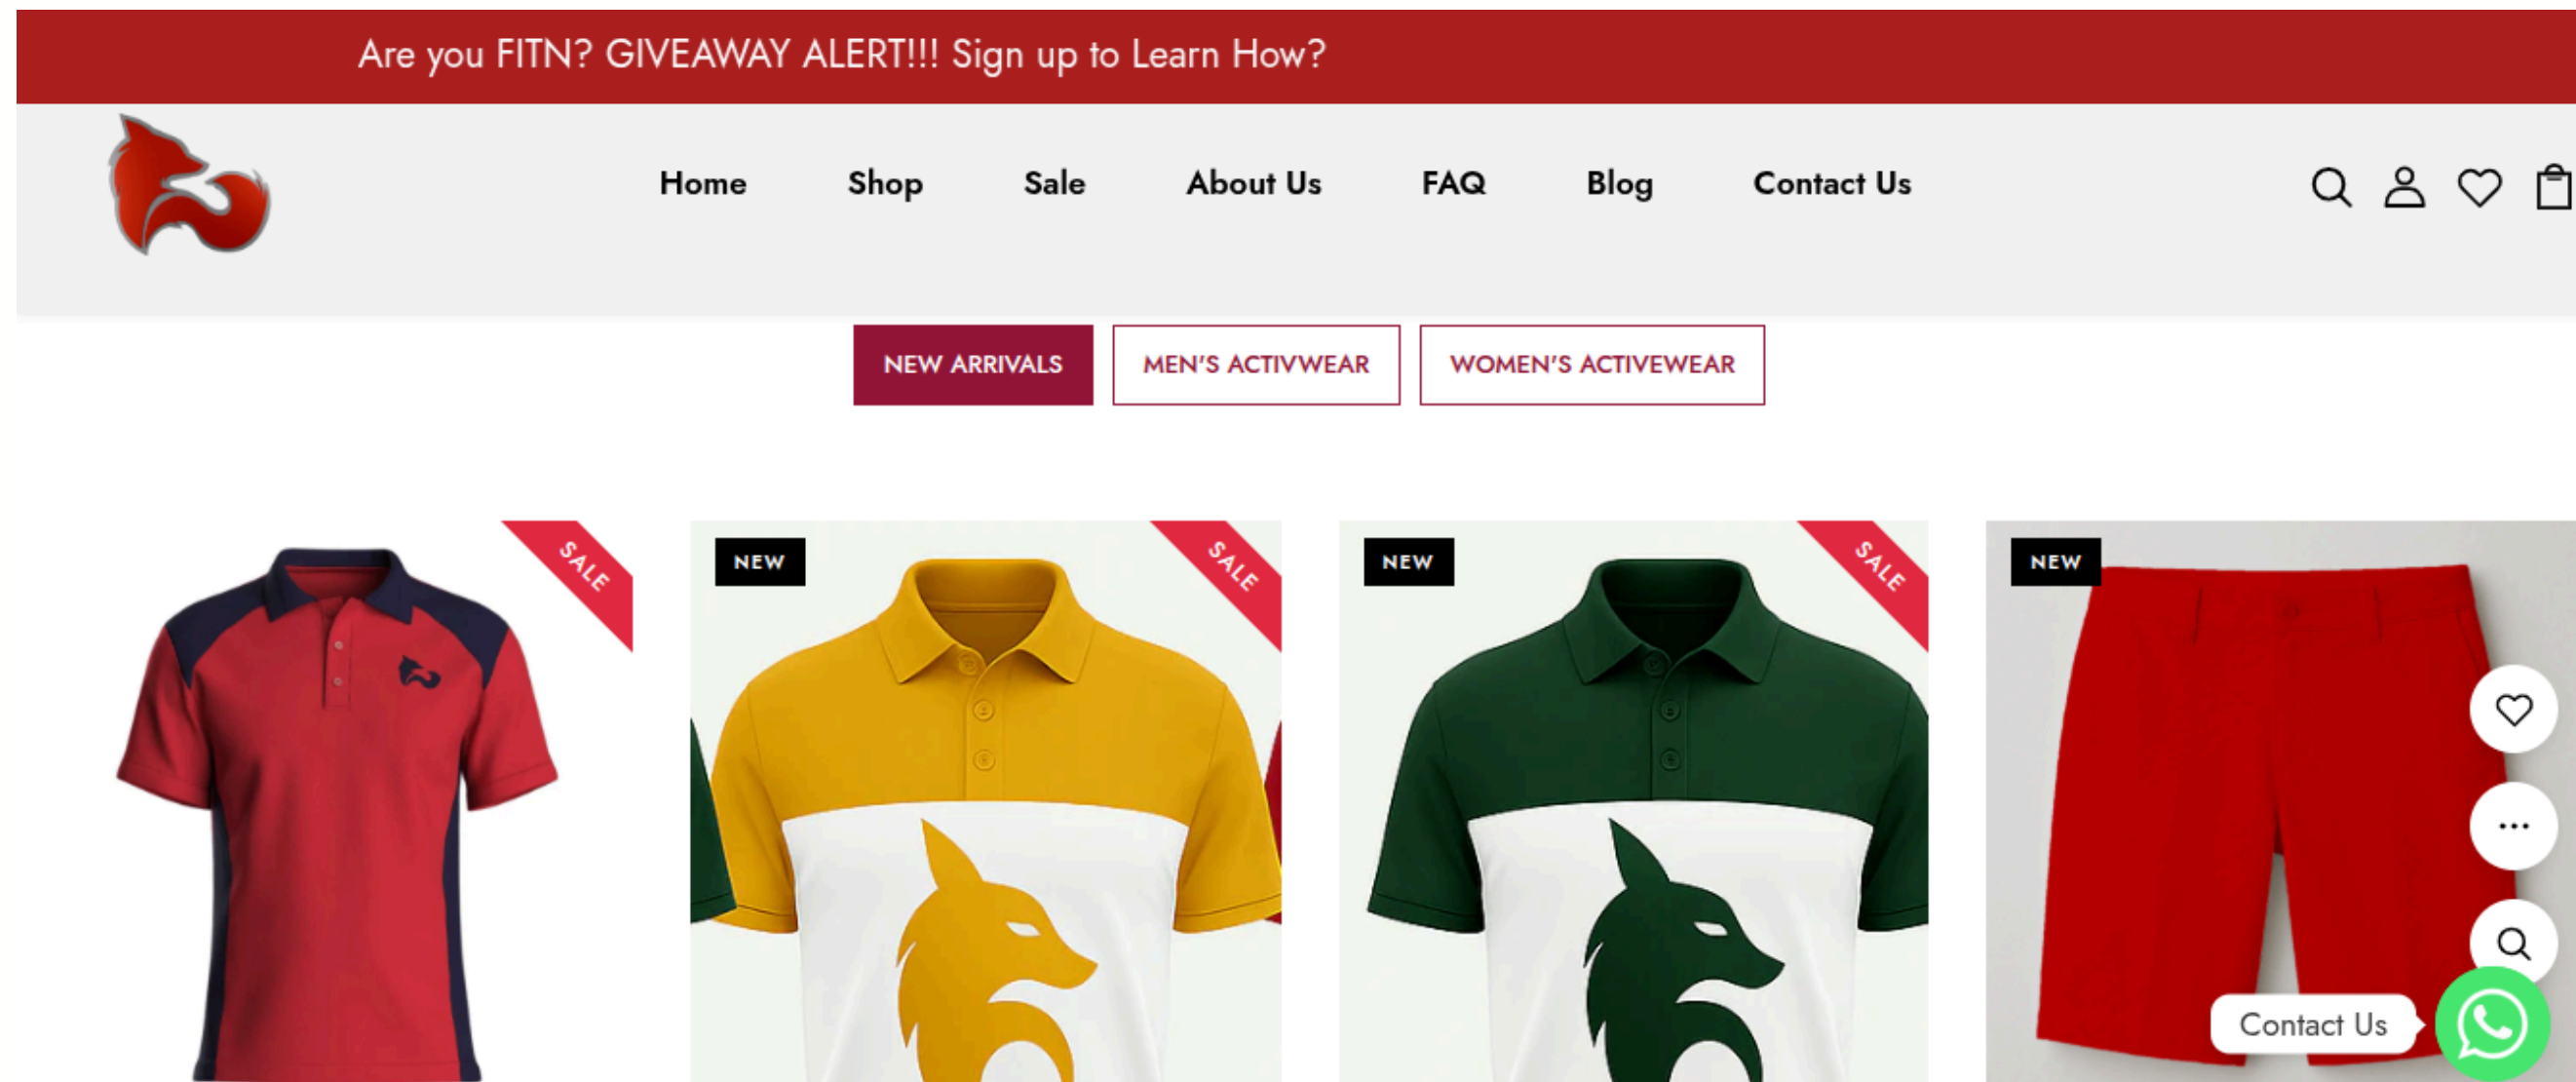 Are you FITN? GIVEAWAY ALERT!!! Sign up to Learn How?
Home Shop Sale About Us FAQ Blog Contact Us
NEW ARRIVALS MEN'S ACTIVWEAR WOMEN'S ACTIVEWEAR
SALE NEW SALE NEW SALE NEW
Contact Us